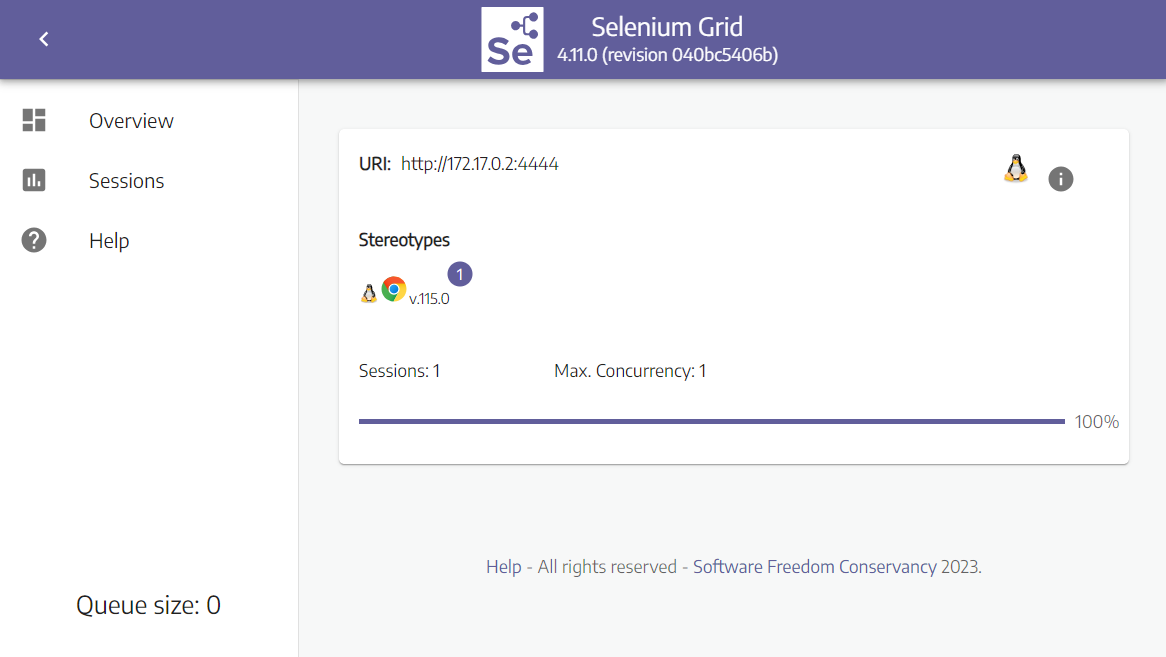 Se
Selenium Grid
4.11.0 (revision 040bc5406b)
Overview
Sessions
Help
Queue size: 0
URI: http://172.17.0.2:4444
Stereotypes
v.115.0
1
Sessions: 1 Max. Concurrency: 1
100%
Help - All rights reserved - Software Freedom Conservancy 2023.